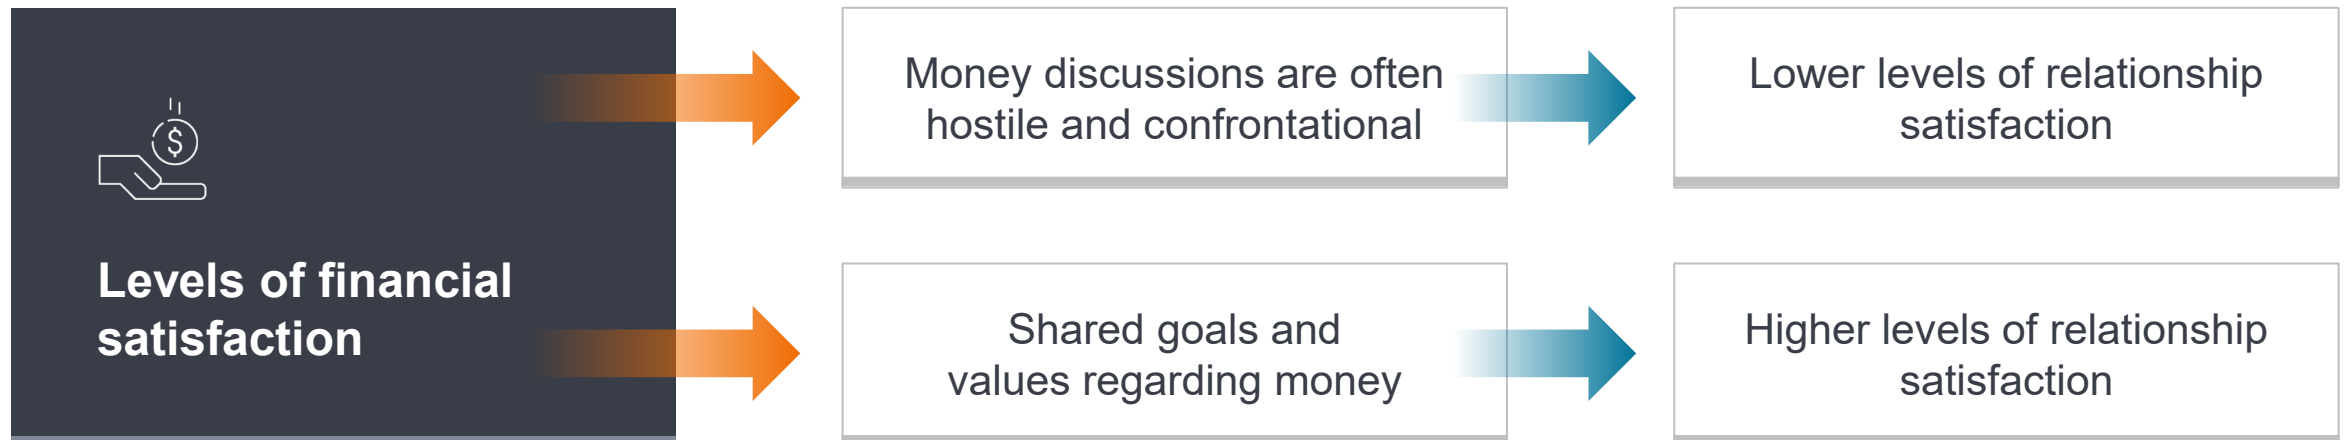 $
Levels of financial
satisfaction
Money discussions are often
hostile and confrontational
Lower levels of relationship
satisfaction
Shared goals and
values regarding money
Higher levels of relationship
satisfaction